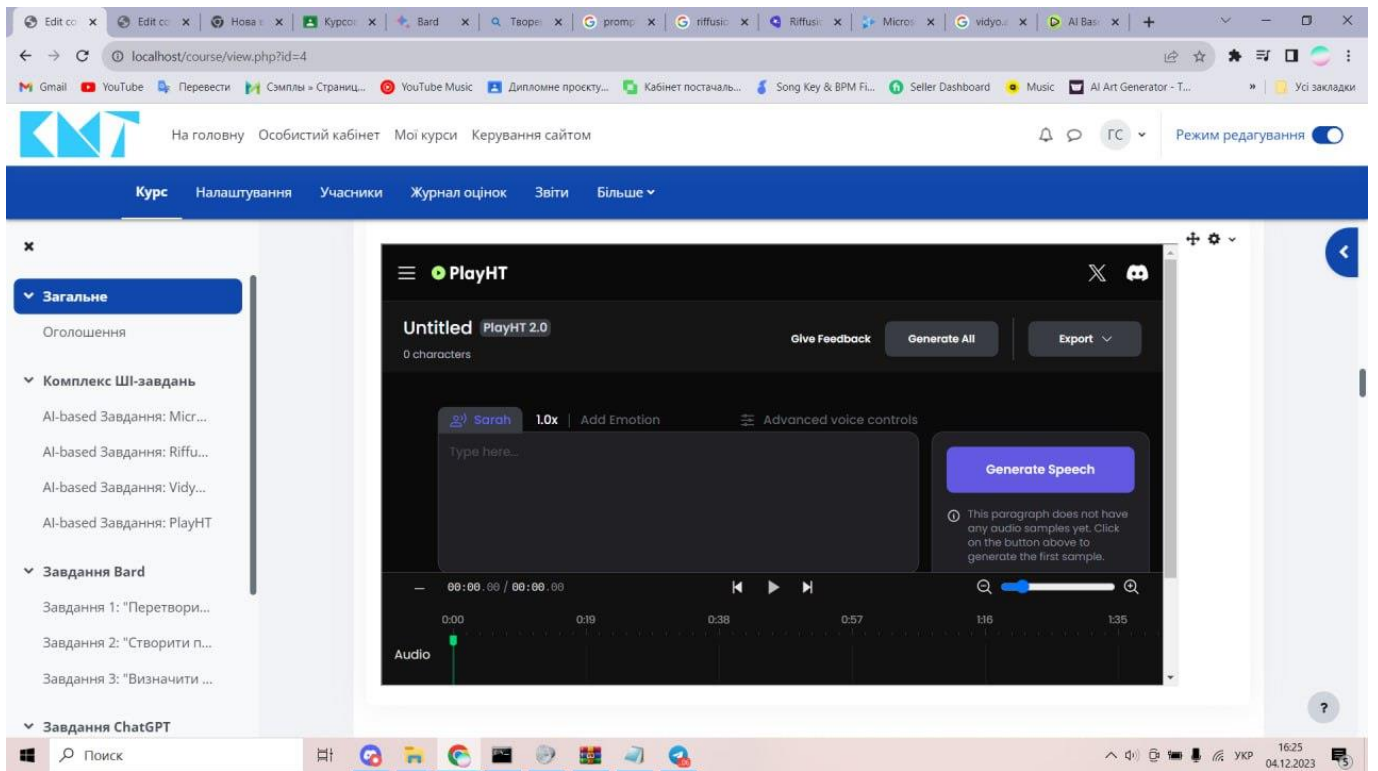 Edit co
Edit co
Нова в
Курсої
Bard
Творе
promp
riffusio
Riffusio
Micros
vidyo.a
AI Base
localhost/course/view.php?id=4
Gmail
YouTube
Перевести
Сэмплы » Страниц...
YouTube Music
Дипломне проєкту...
Кабінет постачаль...
Song Key & BPM Fi...
Seller Dashboard
Music
AI Art Generator - T...
»
Усі закладки
КМТ
На головну
Особистий кабінет
Мої курси
Керування сайтом
ГС
Режим редагування
Курс
Налаштування
Учасники
Журнал оцінок
Звіти
Більше
Загальне
Оголошення
Комплекс ШІ-завдань
AI-based Завдання: Micr...
AI-based Завдання: Riffu...
AI-based Завдання: Vidy...
AI-based Завдання: PlayHT
Завдання Bard
Завдання 1: "Перетвори...
Завдання 2: "Створити п...
Завдання 3: "Визначити ...
Завдання ChatGPT
PlayHT
Untitled PlayHT 2.0
0 characters
Give Feedback
Generate All
Export
Sarah
1.0x
Add Emotion
Advanced voice controls
Type here...
Generate Speech
This paragraph does not have
any audio samples yet. Click
on the button above to
generate the first sample.
00:00.00 / 00:00.00
0:00
0:19
0:38
0:57
1:16
1:35
Audio
?
Поиск
УКР
16:25
04.12.2023
5